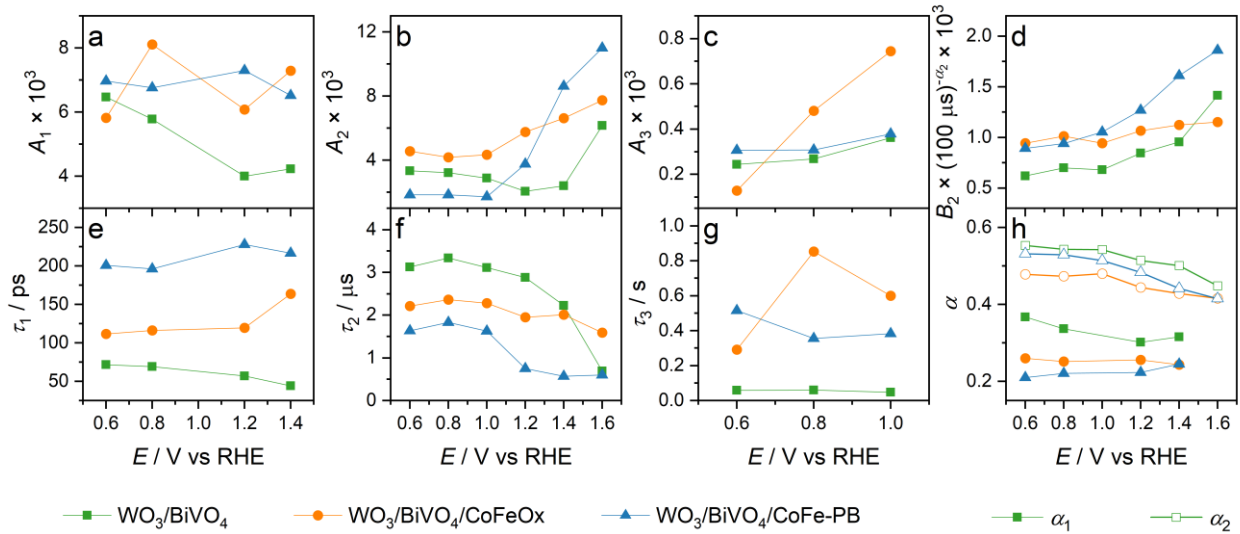 a
b
c
d
A₁ × 10³
8
6
4
A₂ × 10³
12
8
4
A₃ × 10³
0.8
0.6
0.4
0.2
B₂ × (100 μs)^-α₂ × 10³
2.0
1.5
1.0
0.5
e
f
g
h
τ₁ / ps
250
200
150
100
50
τ₂ / μs
4
3
2
1
0
τ₃ / s
1.0
0.8
0.6
0.4
0.2
0.0
α
0.6
0.4
0.2
0.6 0.8 1.0 1.2 1.4
0.6 0.8 1.0 1.2 1.4 1.6
0.6 0.8 1.0
0.6 0.8 1.0 1.2 1.4 1.6
E / V vs RHE
E / V vs RHE
E / V vs RHE
E / V vs RHE
WO₃/BiVO₄
WO₃/BiVO₄/CoFeOx
WO₃/BiVO₄/CoFe-PB
α₁
α₂